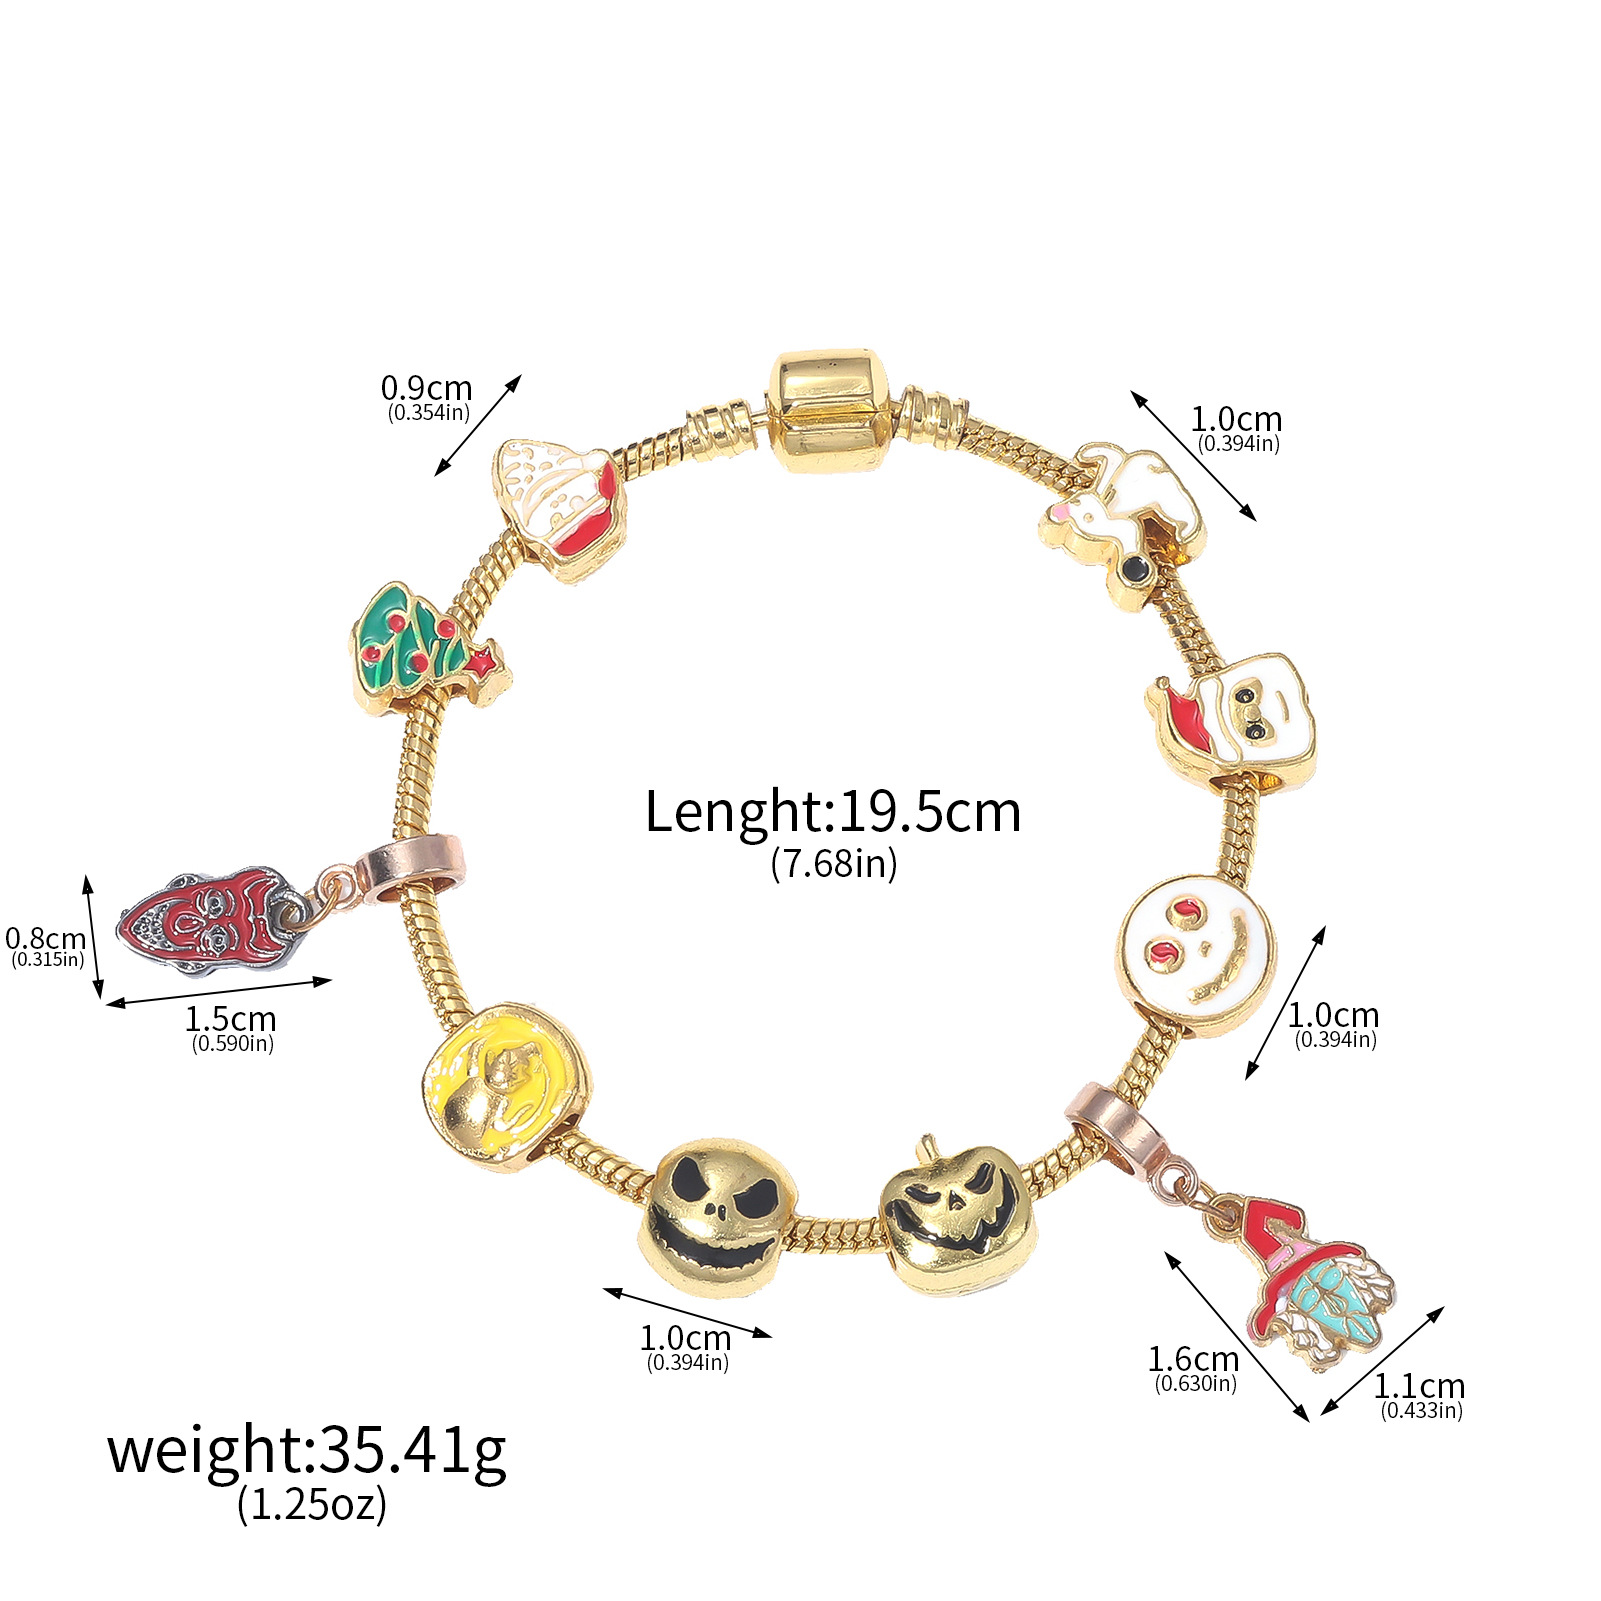 0.9cm
(0.354in)
1.0cm
(0.394in)
Lenght:19.5cm
(7.68in)
0.8cm
(0.315in)
1.5cm
(0.590in)
1.0cm
(0.394in)
1.0cm
(0.394in)
1.6cm
(0.630in)
1.1cm
(0.433in)
weight:35.41g
(1.25oz)